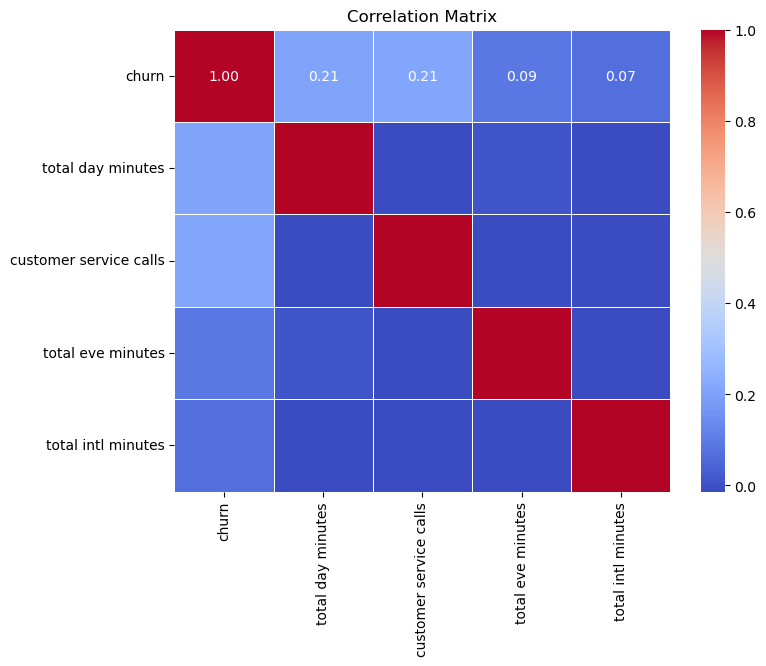 Correlation Matrix
churn
1.00 0.21 0.21 0.09 0.07
total day minutes
customer service calls
total eve minutes
total intl minutes
churn
total day minutes
customer service calls
total eve minutes
total intl minutes
1.0
0.8
0.6
0.4
0.2
0.0